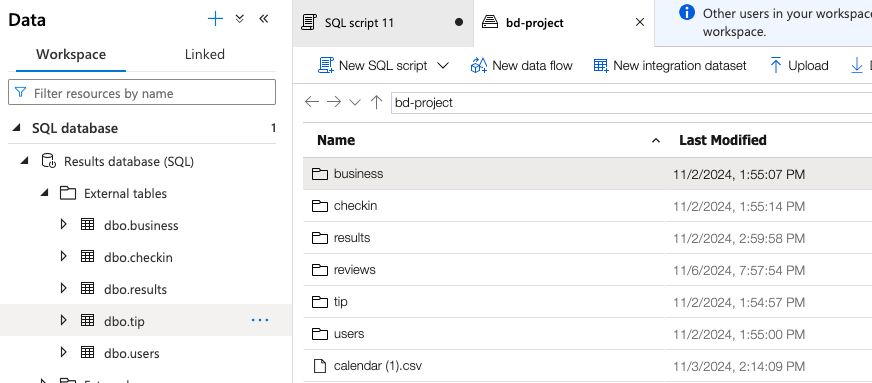 Data
Workspace
Linked
Filter resources by name
SQL database
1
Results database (SQL)
External tables
dbo.business
dbo.checkin
dbo.results
dbo.tip
dbo.users
SQL script 11
bd-project
Other users in your workspace
workspace.
New SQL script
New data flow
New integration dataset
Upload
bd-project
Name Last Modified
business 11/2/2024, 1:55:07 PM
checkin 11/2/2024, 1:55:14 PM
results 11/2/2024, 2:59:58 PM
reviews 11/6/2024, 7:57:54 PM
tip 11/2/2024, 1:54:57 PM
users 11/2/2024, 1:55:00 PM
calendar (1).csv 11/3/2024, 2:14:09 PM